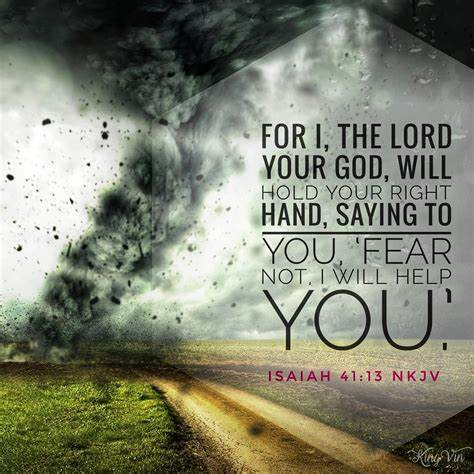 FOR I, THE LORD
YOUR GOD, WILL
HOLD YOUR RIGHT
HAND, SAYING TO
YOU, ‘FEAR
NOT, I WILL HELP
YOU.‘
ISAIAH 41:13 NKJV
KingVin